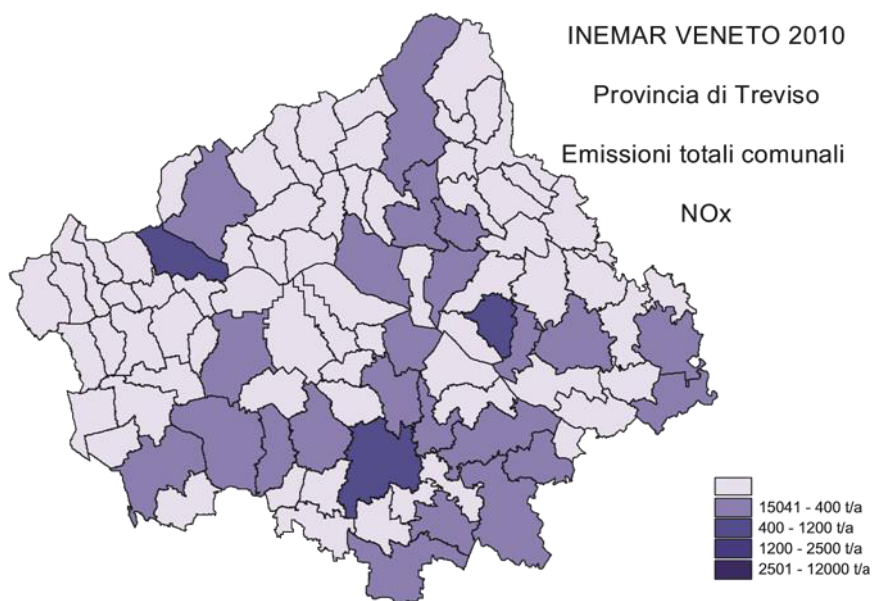 INEMAR VENETO 2010
Provincia di Treviso
Emissioni totali comunali
NOx
15041 - 400 t/a
400 - 1200 t/a
1200 - 2500 t/a
2501 - 12000 t/a